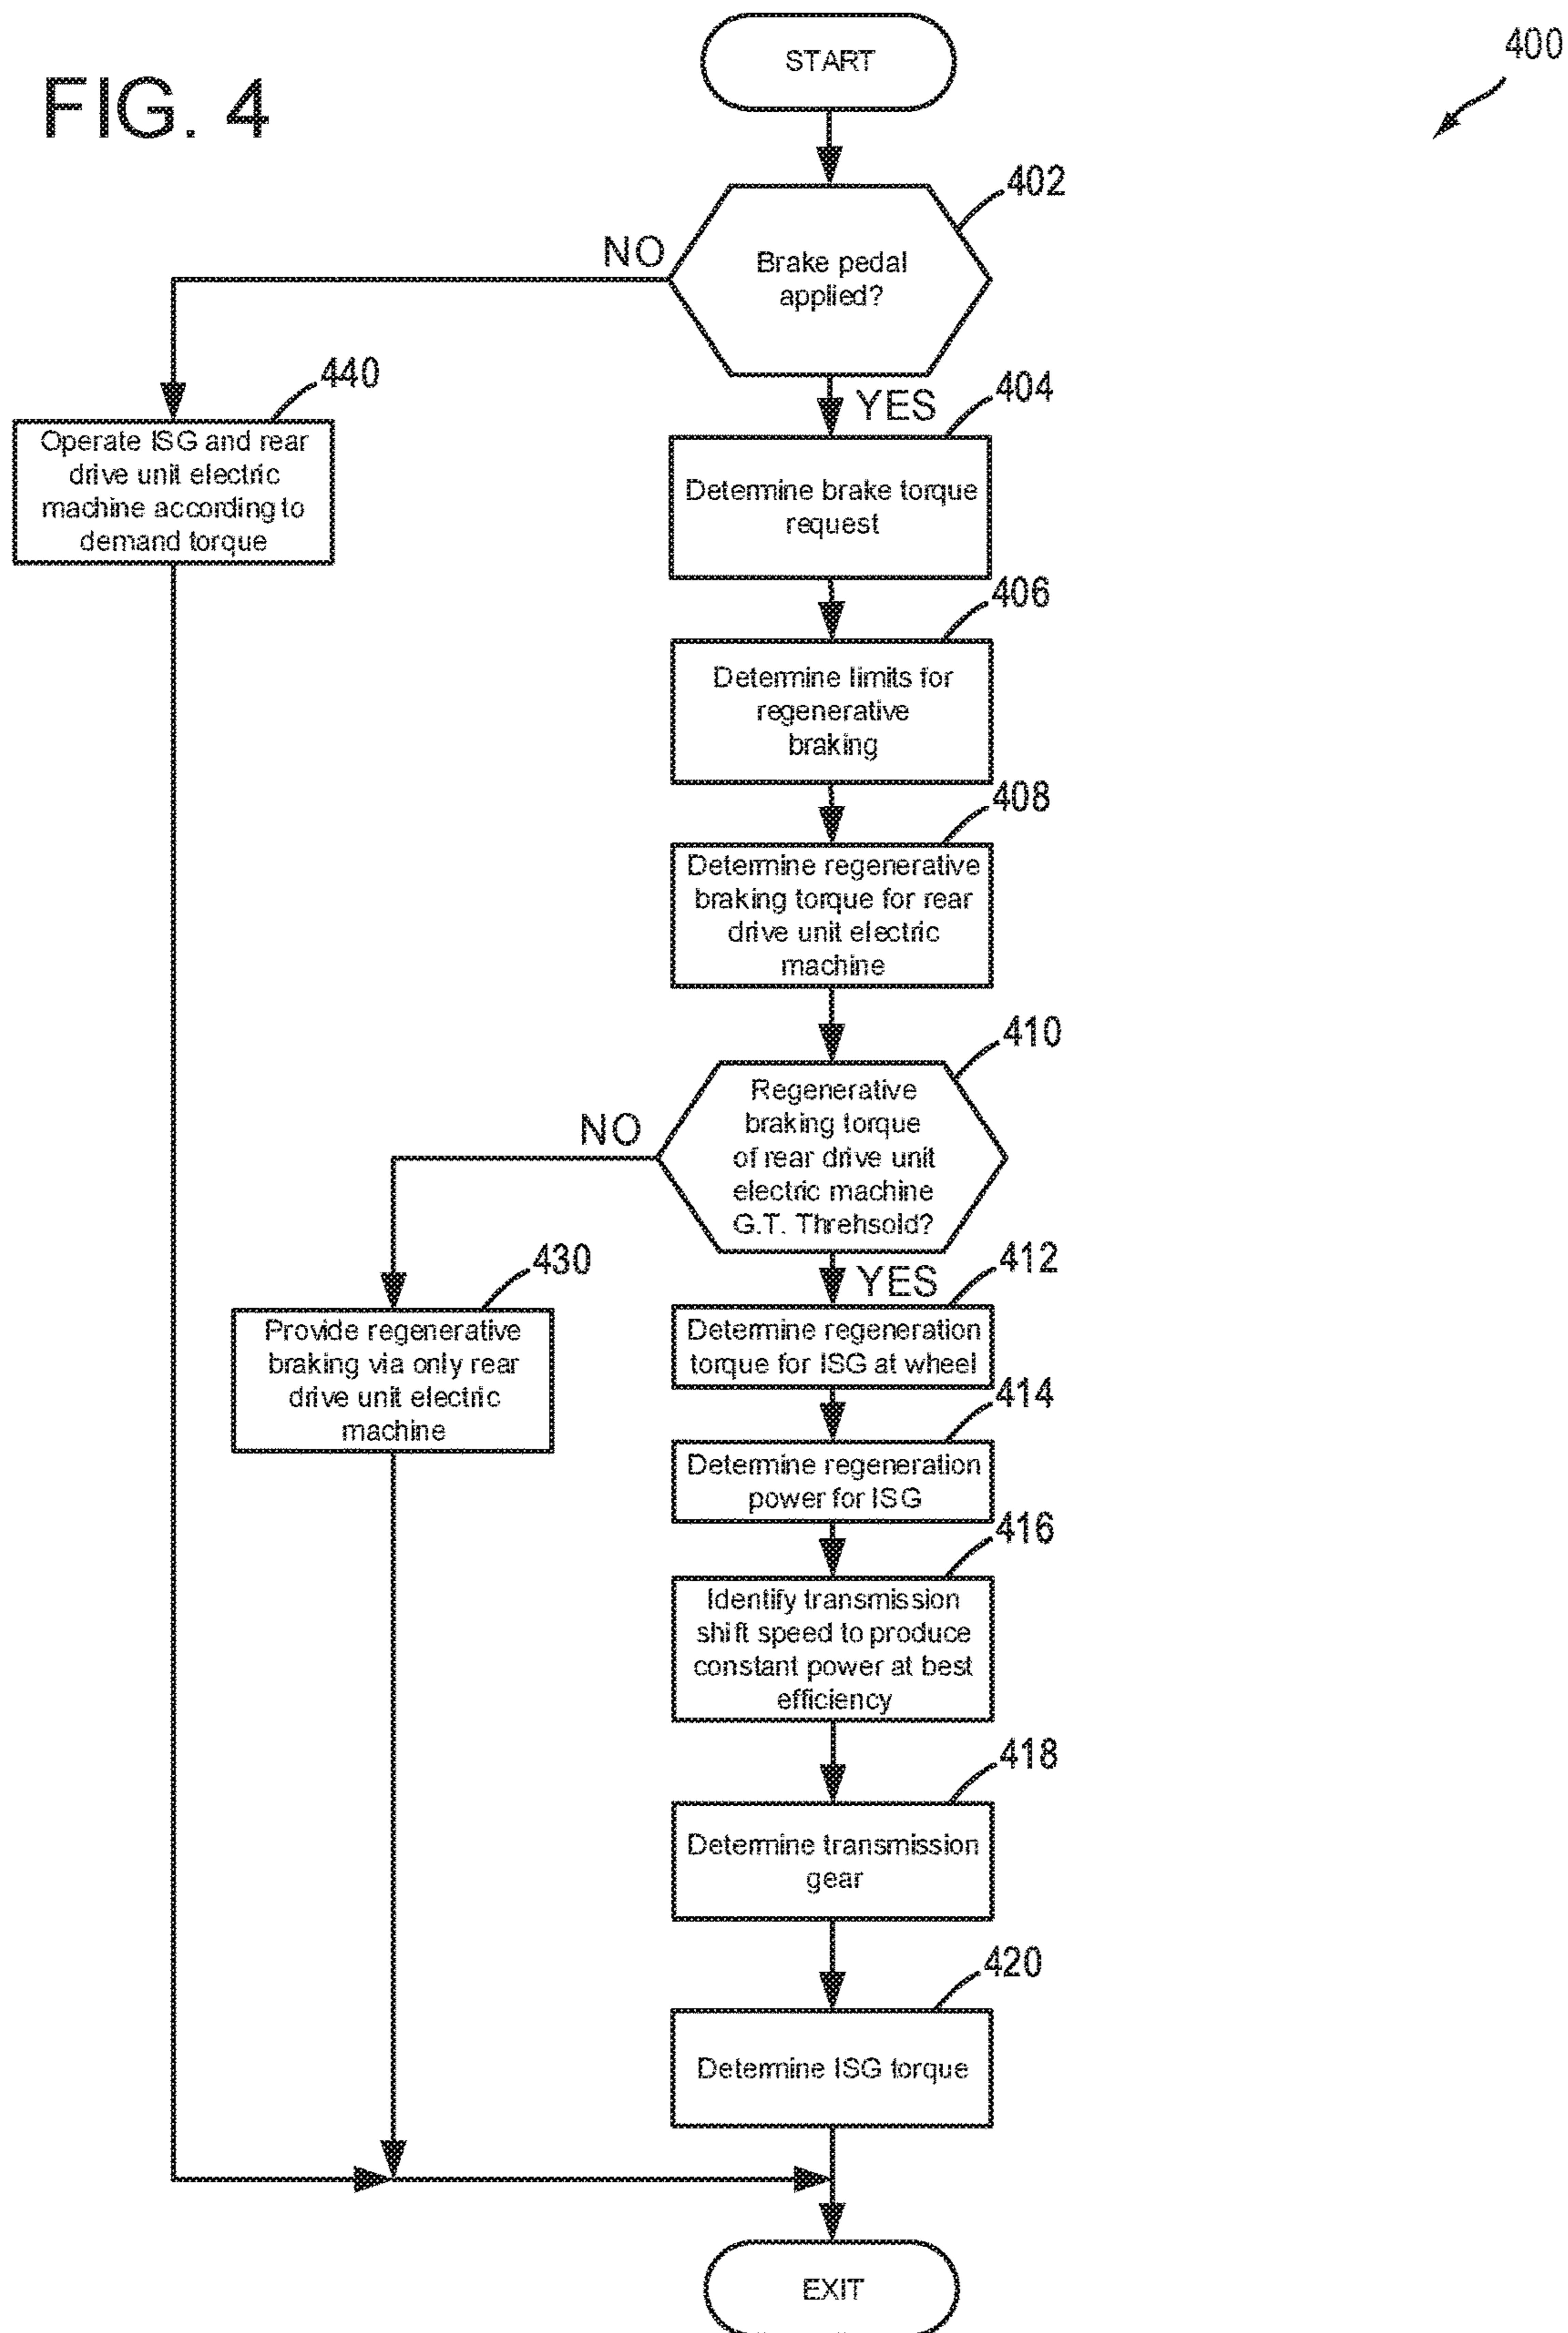 FIG. 4
400
START
402
Brake pedal
applied?
NO
YES
440
Operate ISG and rear
drive unit electric
machine according to
demand torque
404
Determine brake torque
request
406
Determine limits for
regenerative
braking
408
Determine regenerative
braking torque for rear
drive unit electric
machine
410
Regenerative
braking torque
of rear drive unit
electric machine
G.T. Threhsold?
NO
YES
430
Provide regenerative
braking via only rear
drive unit electric
machine
412
Determine regeneration
torque for ISG at wheel
414
Determine regeneration
power for ISG
416
Identify transmission
shift speed to produce
constant power at best
efficiency
418
Determine transmission
gear
420
Determine ISG torque
EXIT